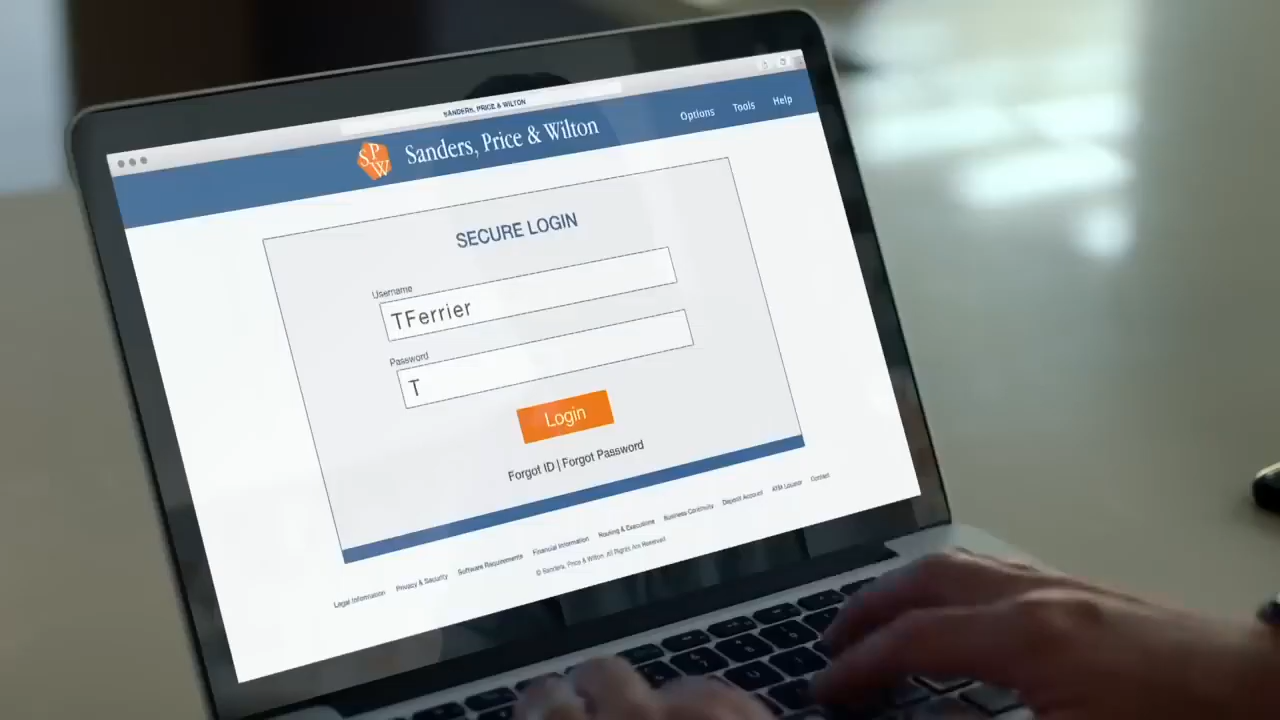 SANDERS, PRICE & WILTON
SPW Sanders, Price & Wilton
Options Tools Help
SECURE LOGIN
Username
TFerrier
Password
T
Login
Forgot ID | Forgot Password
Legal Information Privacy & Security Software Requirements Financial Information Routing & Executions Business Continuity Deposit Account ATM Locator Contact
© Sanders, Price & Wilton. All Rights Are Reserved.